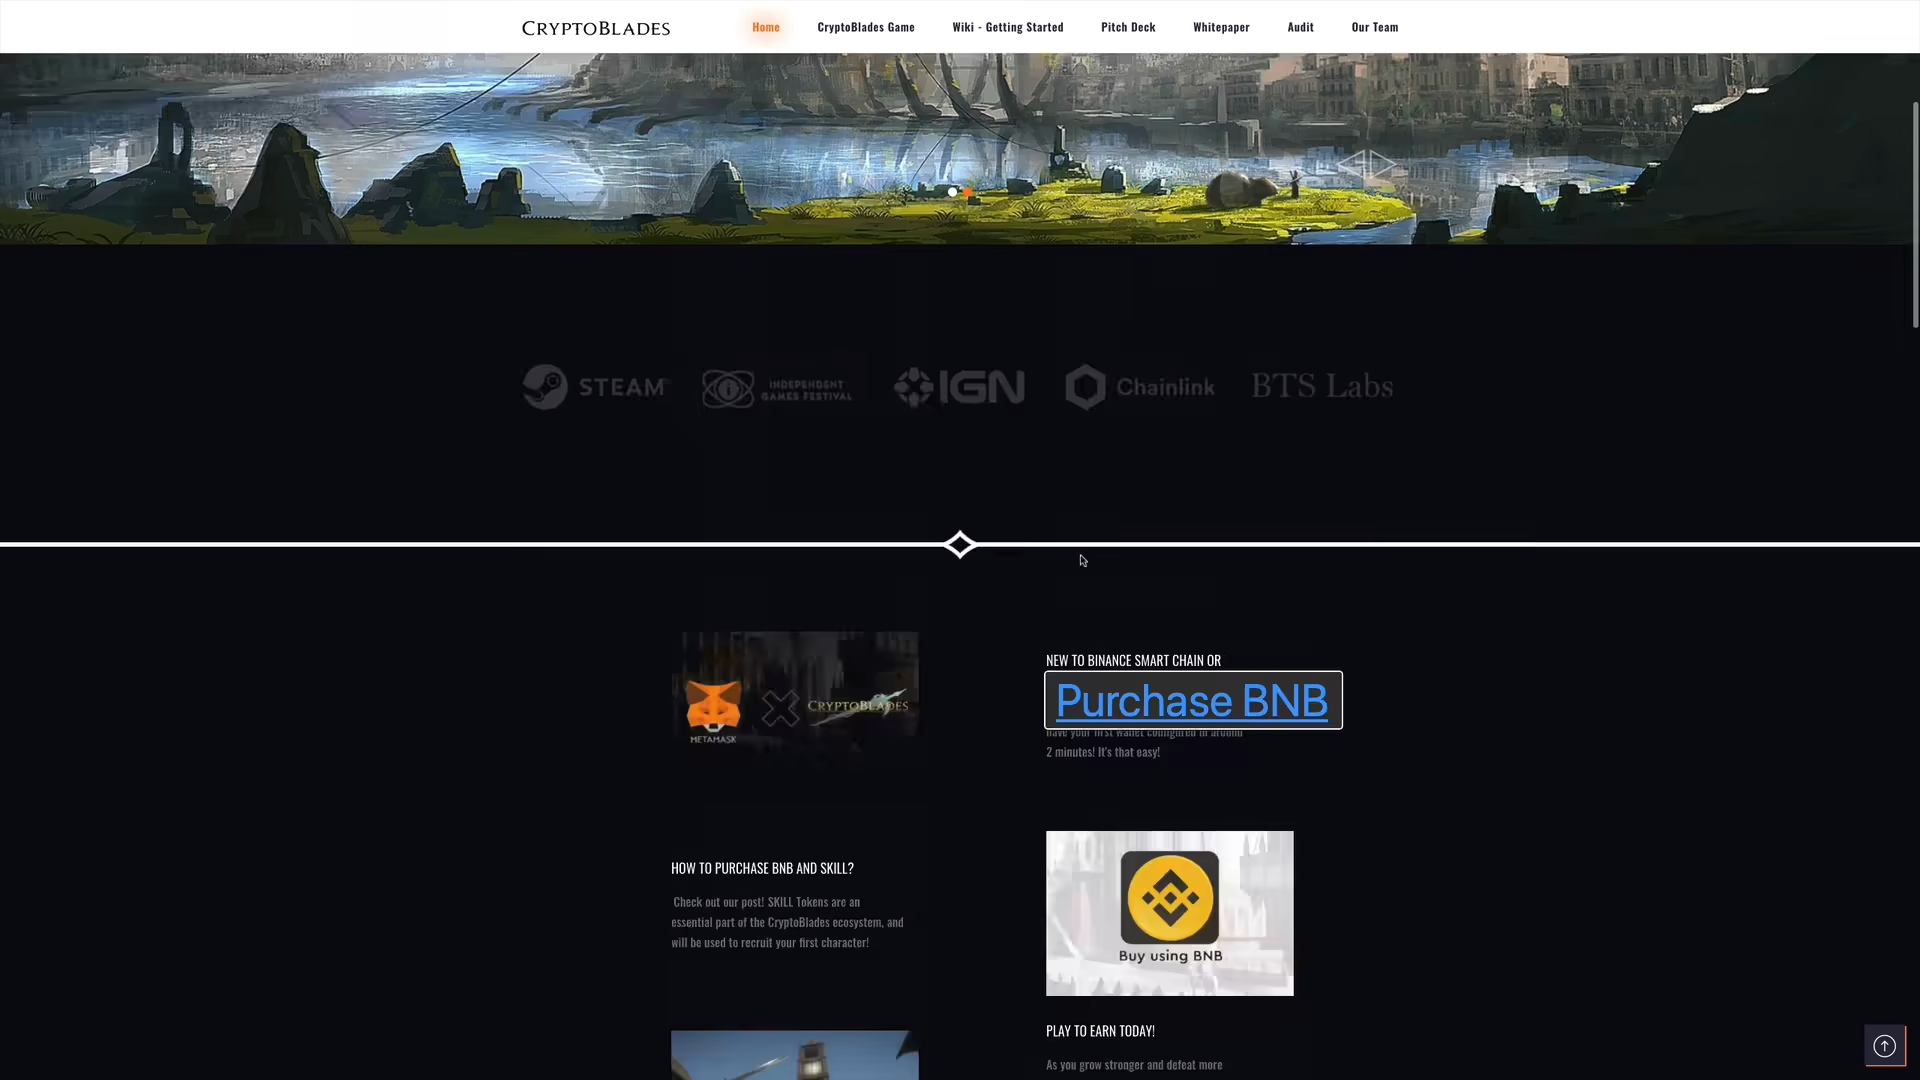 CRYPTOBLADES
Home
CryptoBlades Game
Wiki - Getting Started
Pitch Deck
Whitepaper
Audit
Our Team
STEAM
INDEPENDENT
GAMES FESTIVAL
IGN
Chainlink
BTS Labs
METAMASK
CRYPTOBLADES
NEW TO BINANCE SMART CHAIN OR
Purchase BNB
have your first wallet configured in around
2 minutes! It's that easy!
HOW TO PURCHASE BNB AND SKILL?
Check out our post! SKILL Tokens are an
essential part of the CryptoBlades ecosystem, and
will be used to recruit your first character!
Buy using BNB
PLAY TO EARN TODAY!
As you grow stronger and defeat more